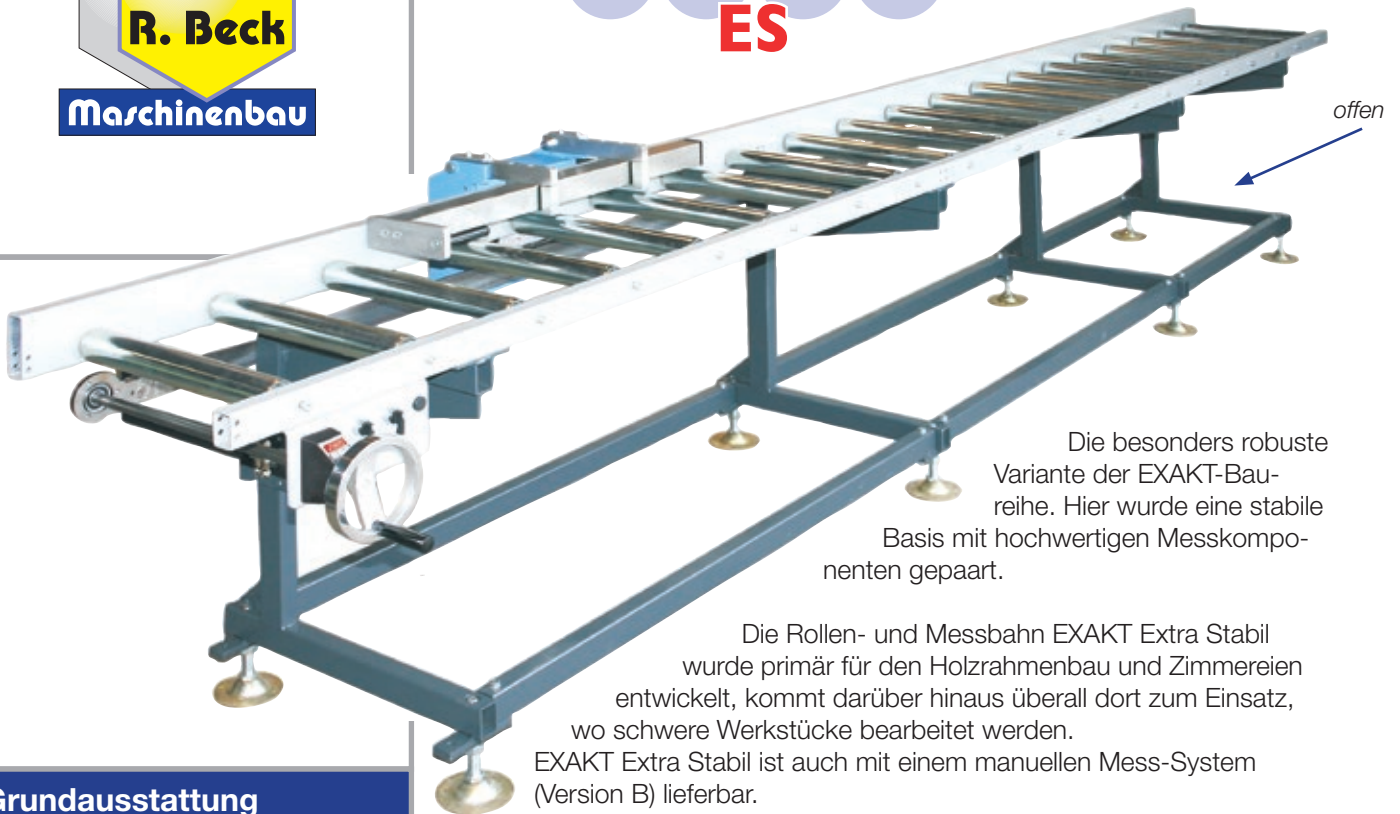 R. Beck
Maschinenbau
ES
offen
Die besonders robuste
Variante der EXAKT-Bau-
reihe. Hier wurde eine stabile
Basis mit hochwertigen Messkompo-
nenten gepaart.
Die Rollen- und Messbahn EXAKT Extra Stabil
wurde primär für den Holzrahmenbau und Zimmereien
entwickelt, kommt darüber hinaus überall dort zum Einsatz,
wo schwere Werkstücke bearbeitet werden.
EXAKT Extra Stabil ist auch mit einem manuellen Mess-System
(Version B) lieferbar.
Grundausstattung